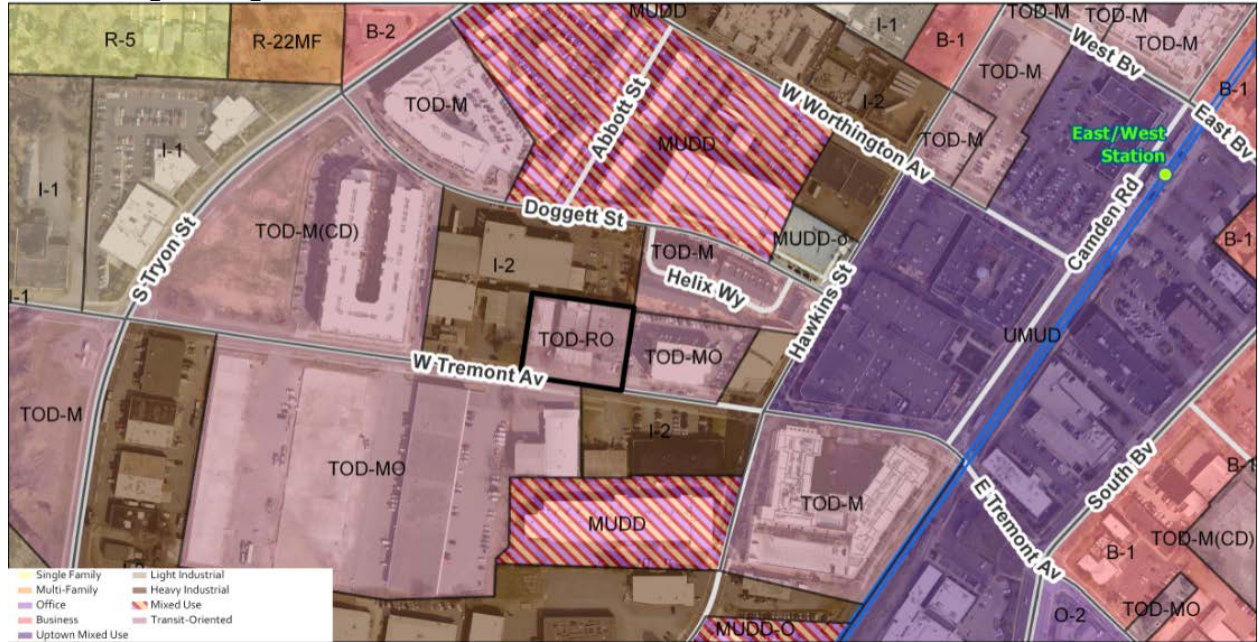 MUDD
TOD-M
TOD-M
R-5
R-22MF
B-2
I-1
B-1
West Bv
TOD-M
TOD-M
B-1
TOD-M
Abbott St
MUDD
I-2
W Worthington Av
TOD-M
East/West
Station
East Bv
I-1
I-1
S Tryon St
TOD-M(CD)
Doggett St
MUDD-o
Camden Rd
B-1
I-2
TOD-M
Helix Wy
Hawkins St
I-1
TOD-RO
TOD-MO
UMUD
W Tremont Av
TOD-M
I-2
TOD-MO
TOD-M
South Bv
B-1
E Tremont Av
MUDD
B-1
TOD-M(CD)
O-2
TOD-MO
MUDD-O
Single Family
Multi-Family
Office
Business
Uptown Mixed Use
Light Industrial
Heavy Industrial
Mixed Use
Transit-Oriented